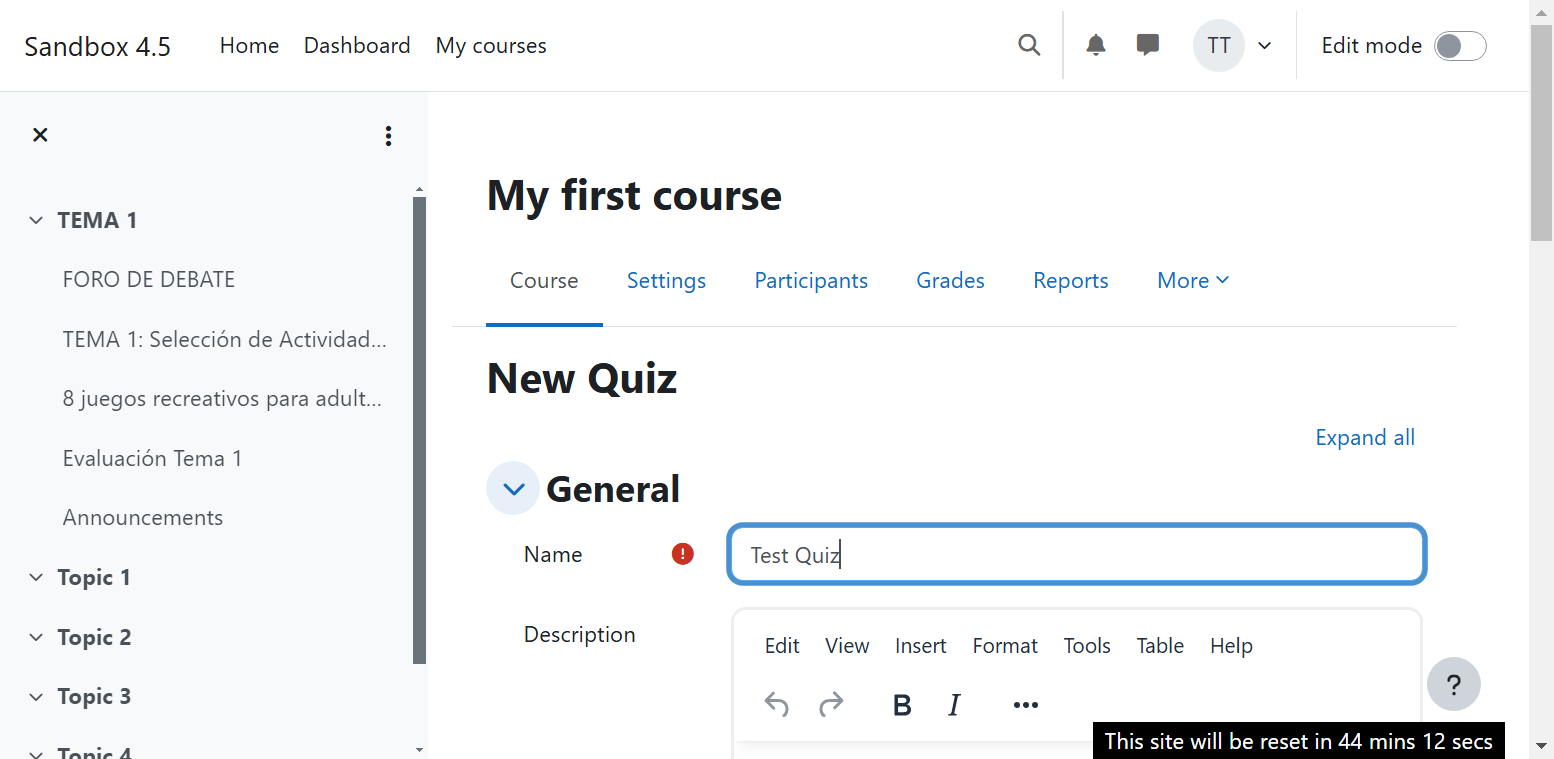 Sandbox 4.5 Home Dashboard My courses TT Edit mode
TEMA 1
FORO DE DEBATE
TEMA 1: Selección de Actividad...
8 juegos recreativos para adult...
Evaluación Tema 1
Announcements
Topic 1
Topic 2
Topic 3
Topic 4
My first course
Course Settings Participants Grades Reports More
New Quiz
Expand all
General
Name Test Quiz
Description
Edit View Insert Format Tools Table Help
B I
?
This site will be reset in 44 mins 12 secs